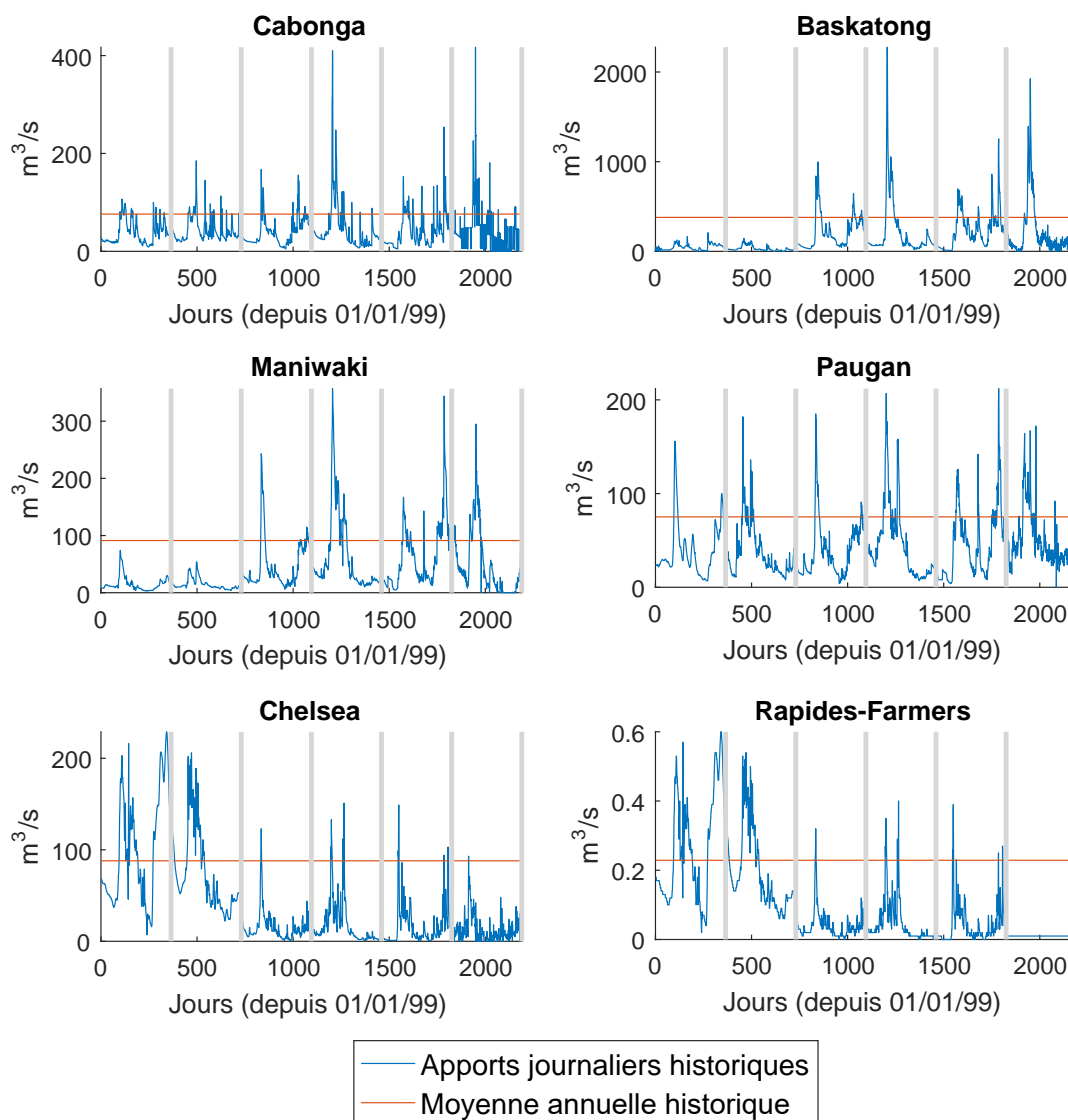 Cabonga
Baskatong
m³/s
400
200
0
m³/s
2000
1000
0
0 500 1000 1500 2000
0 500 1000 1500 2000
Jours (depuis 01/01/99)
Jours (depuis 01/01/99)
Maniwaki
Paugan
m³/s
300
200
100
0
m³/s
200
100
0
0 500 1000 1500 2000
0 500 1000 1500 2000
Jours (depuis 01/01/99)
Jours (depuis 01/01/99)
Chelsea
Rapides-Farmers
m³/s
200
100
0
m³/s
0.6
0.4
0.2
0
0 500 1000 1500 2000
0 500 1000 1500 2000
Jours (depuis 01/01/99)
Jours (depuis 01/01/99)
Apports journaliers historiques
Moyenne annuelle historique